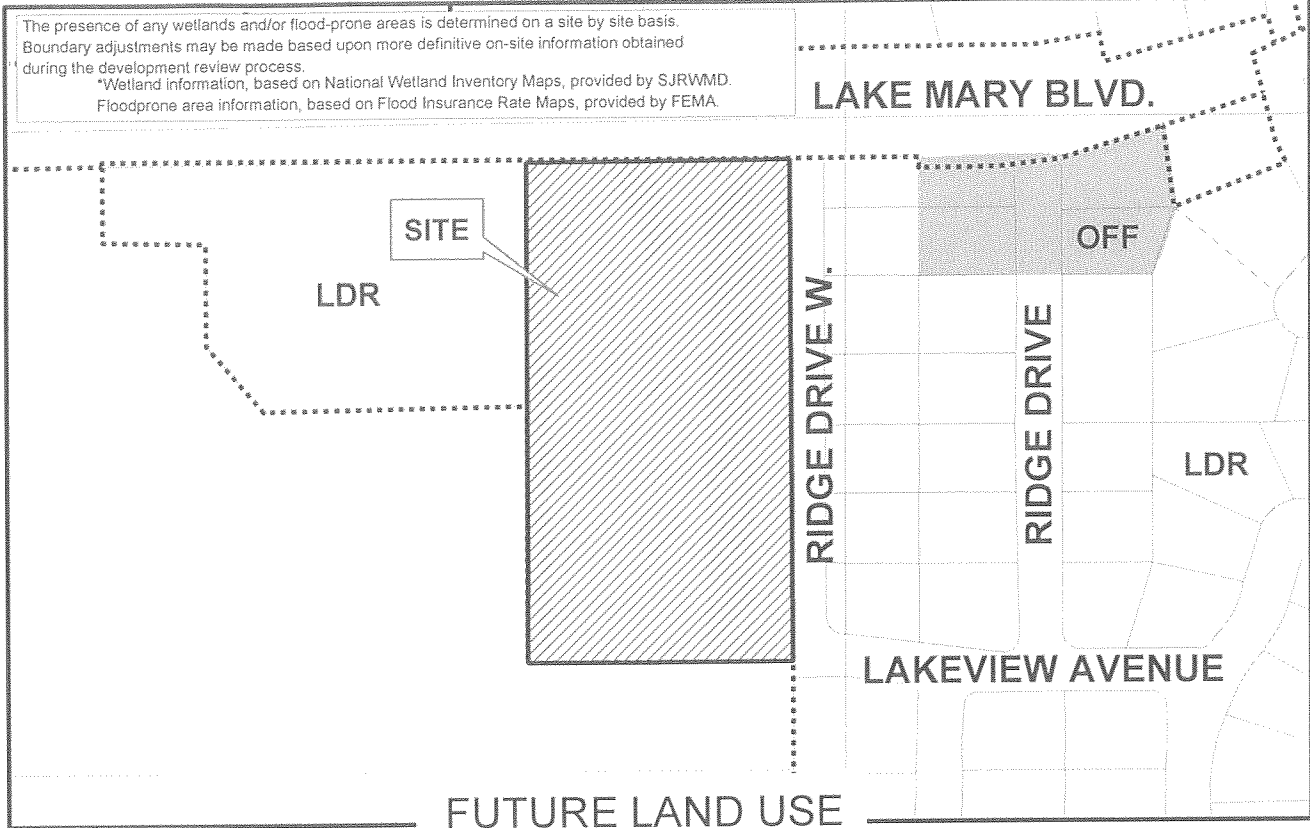 The presence of any wetlands and/or flood-prone areas is determined on a site by site basis.
Boundary adjustments may be made based upon more definitive on-site information obtained
during the development review process.
*Wetland information, based on National Wetland Inventory Maps, provided by SJRWMD.
Floodprone area information, based on Flood Insurance Rate Maps, provided by FEMA.
LAKE MARY BLVD.
SITE
OFF
LDR
RIDGE DRIVE W.
RIDGE DRIVE
LDR
LAKEVIEW AVENUE
FUTURE LAND USE